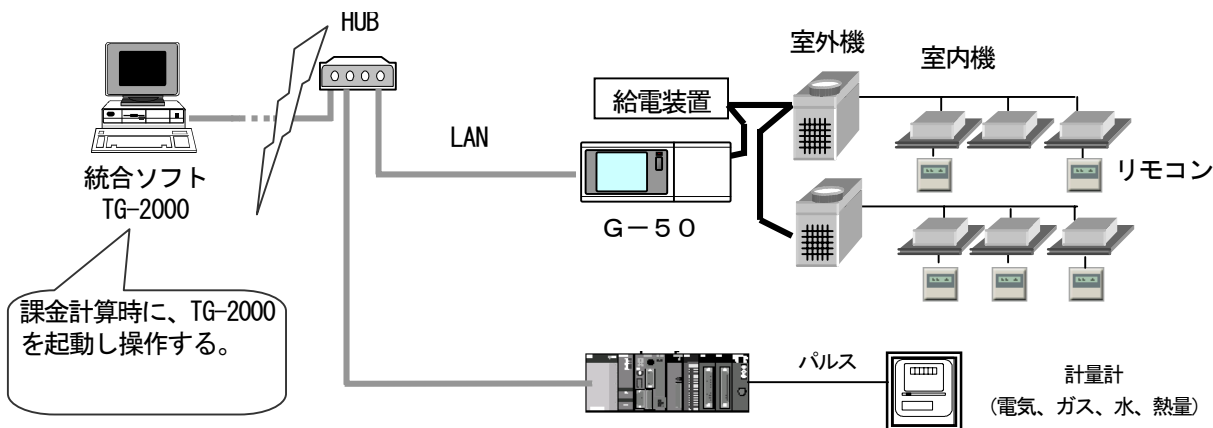 HUB
室外機
室内機
給電装置
LAN
統合ソフト
TG-2000
G－５０
リモコン
課金計算時に、TG-2000
を起動し操作する。
パルス
計量計
（電気、ガス、水、熱量）